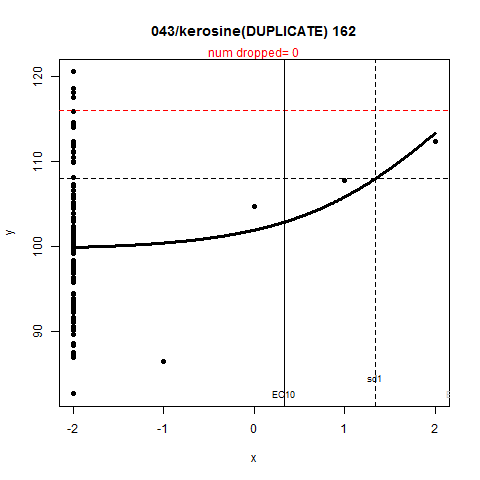 043/kerosine(DUPLICATE) 162
num dropped= 0
120
110
100
90
y
sd1
EC10
-2
-1
0
1
2
x